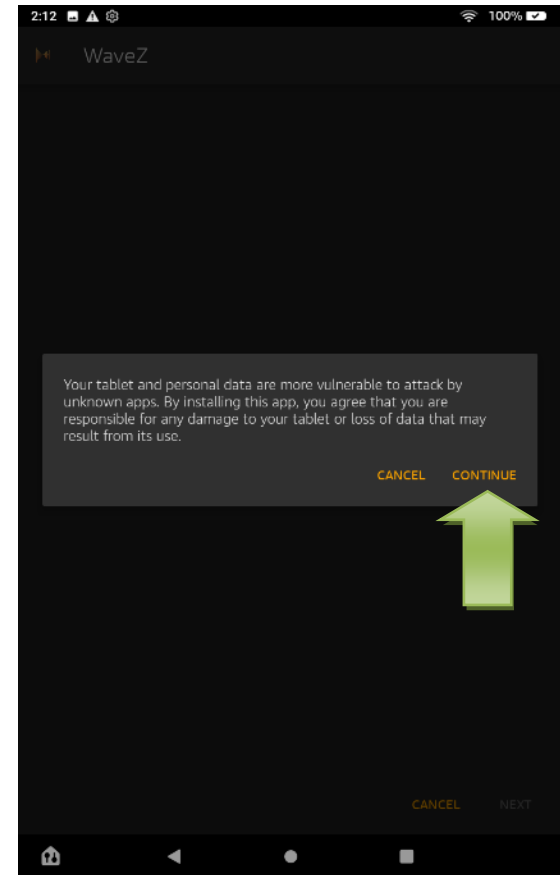 2:12
100%
WaveZ
Your tablet and personal data are more vulnerable to attack by
unknown apps. By installing this app, you agree that you are
responsible for any damage to your tablet or loss of data that may
result from its use.
CANCEL CONTINUE
CANCEL NEXT